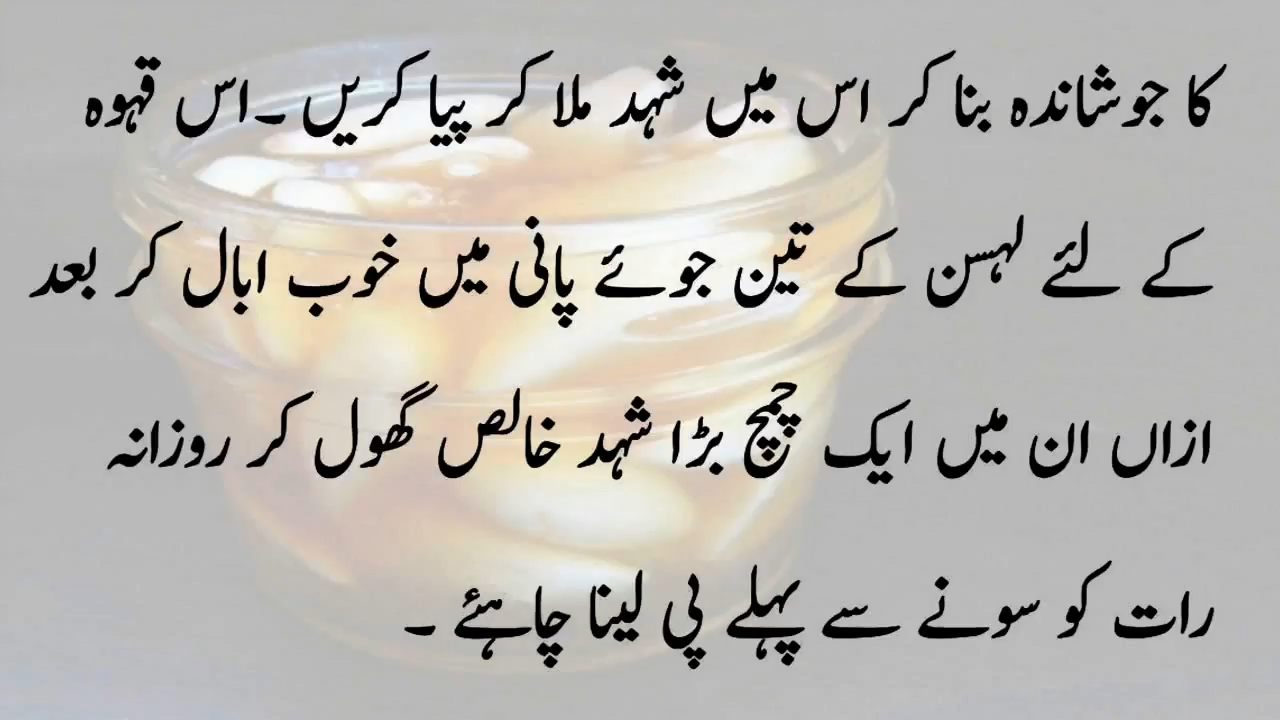 کا جوشاندہ بنا کر اس میں شہد ملا کر پیا کریں ۔اس قہوہ
کے لئے لہسن کے تین جوئے پانی میں خوب ابال کر بعد
ازاں ان میں ایک چمچ بڑا شہد خالص گھول کر روزانہ
رات کو سونے سے پہلے پی لینا چاہئے ۔